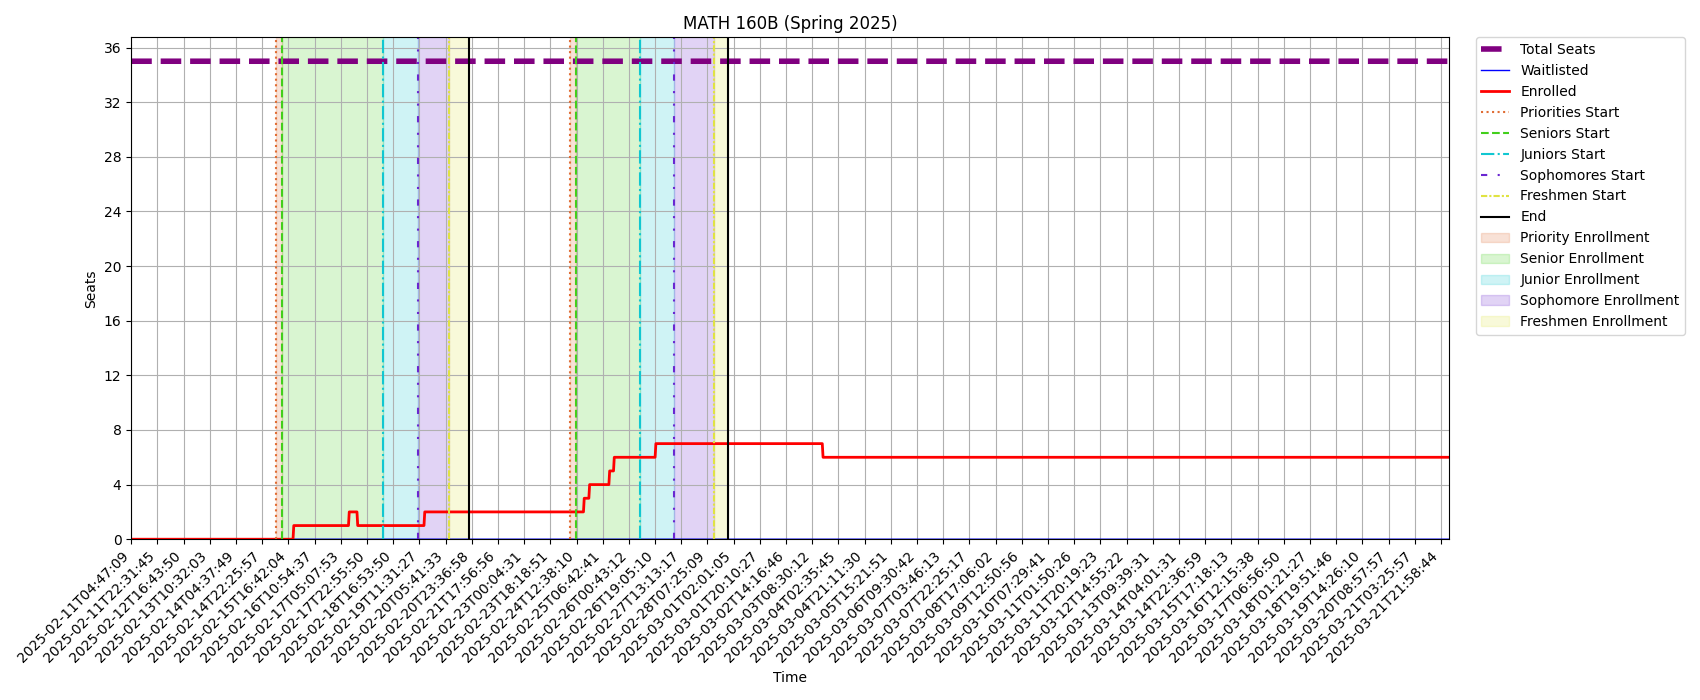 MATH 160B (Spring 2025)
Seats
36
32
28
24
20
16
12
8
4
0
2025-02-11T04:47:09
2025-02-11T22:31:45
2025-02-12T16:43:50
2025-02-13T10:32:03
2025-02-14T04:37:49
2025-02-14T22:25:57
2025-02-15T16:42:04
2025-02-16T10:54:37
2025-02-17T05:07:53
2025-02-17T22:55:50
2025-02-18T16:53:50
2025-02-19T11:31:27
2025-02-20T05:41:33
2025-02-20T23:36:58
2025-02-21T17:56:56
2025-02-23T00:04:31
2025-02-23T18:18:51
2025-02-24T12:38:10
2025-02-25T06:42:41
2025-02-26T00:43:12
2025-02-26T19:05:10
2025-02-27T13:13:17
2025-02-28T07:25:09
2025-03-01T02:01:05
2025-03-01T20:10:27
2025-03-02T14:16:46
2025-03-03T08:30:12
2025-03-04T02:35:45
2025-03-04T21:11:30
2025-03-05T15:21:51
2025-03-06T09:30:42
2025-03-07T03:46:13
2025-03-07T22:25:17
2025-03-08T17:06:02
2025-03-09T12:50:56
2025-03-10T07:29:41
2025-03-11T01:50:26
2025-03-11T20:19:23
2025-03-12T14:55:22
2025-03-13T09:39:31
2025-03-14T04:01:31
2025-03-14T22:36:59
2025-03-15T17:18:13
2025-03-16T12:15:38
2025-03-17T06:56:50
2025-03-18T01:21:27
2025-03-18T19:51:46
2025-03-19T14:26:10
2025-03-20T08:57:57
2025-03-21T03:25:57
2025-03-21T21:58:44
Time
Total Seats
Waitlisted
Enrolled
Priorities Start
Seniors Start
Juniors Start
Sophomores Start
Freshmen Start
End
Priority Enrollment
Senior Enrollment
Junior Enrollment
Sophomore Enrollment
Freshmen Enrollment